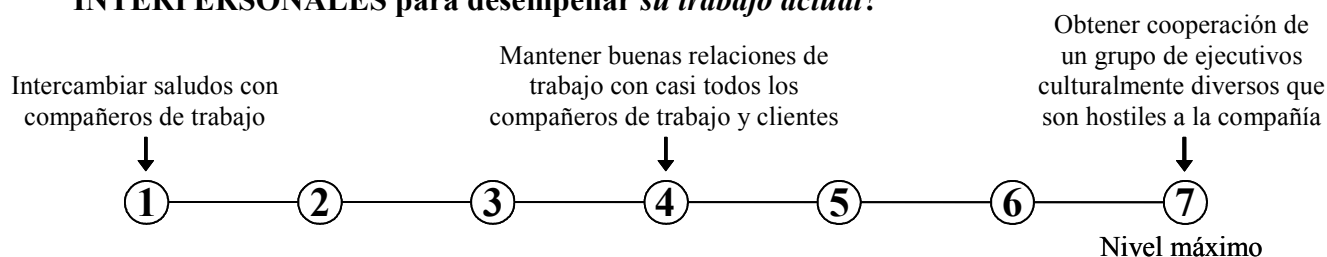 INTERPERSONALES para desempeñar su trabajo actual?
Intercambiar saludos con
compañeros de trabajo
Mantener buenas relaciones de
trabajo con casi todos los
compañeros de trabajo y clientes
Obtener cooperación de
un grupo de ejecutivos
culturalmente diversos que
son hostiles a la compañía
1 2 3 4 5 6 7
Nivel máximo